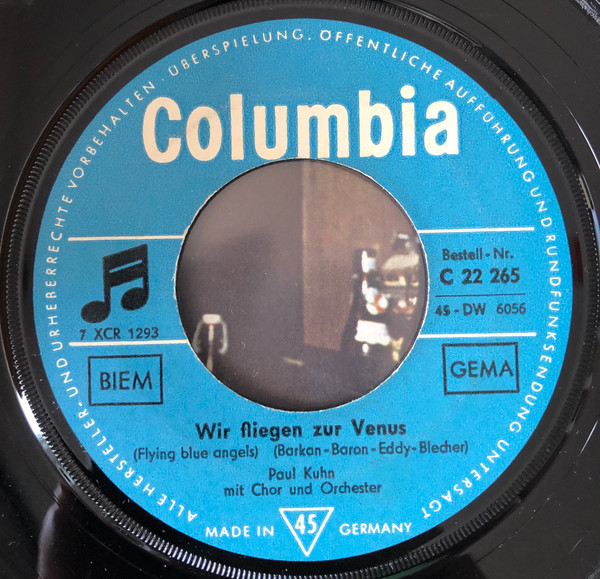 ALLE HERSTELLER- UND URHEBERRECHTE VORBEHALTEN · ÜBERSPIELUNG. ÖFFENTLICHE AUFFÜHRUNG UND RUNDFUNKSENDUNG UNTERSAGT
Columbia
Bestell-Nr.
C 22 265
45-DW 6056
7 XCR 1293
BIEM
GEMA
Wir fliegen zur Venus
(Flying blue angels) (Barkan-Baron-Eddy-Blecher)
Paul Kuhn
mit Chor und Orchester
MADE IN 45 GERMANY